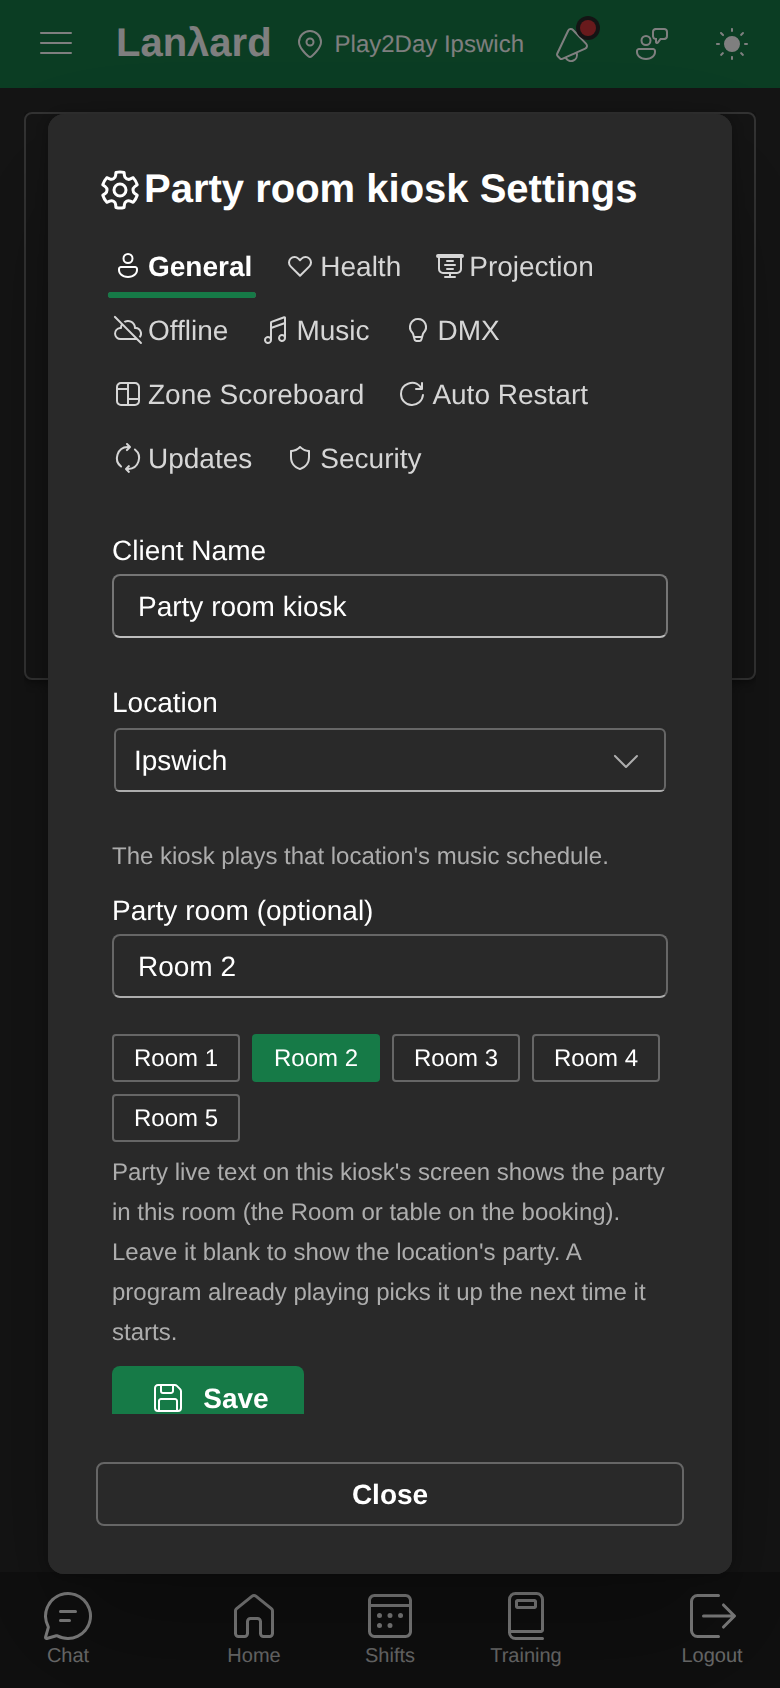 Lanλard
Play2Day Ipswich
Party room kiosk Settings
General Health Projection
Offline Music DMX
Zone Scoreboard Auto Restart
Updates Security
Client Name
Party room kiosk
Location
Ipswich
The kiosk plays that location's music schedule.
Party room (optional)
Room 2
Room 1 Room 2 Room 3 Room 4
Room 5
Party live text on this kiosk's screen shows the party
in this room (the Room or table on the booking).
Leave it blank to show the location's party. A
program already playing picks it up the next time it
starts.
Save
Close
Chat Home Shifts Training Logout